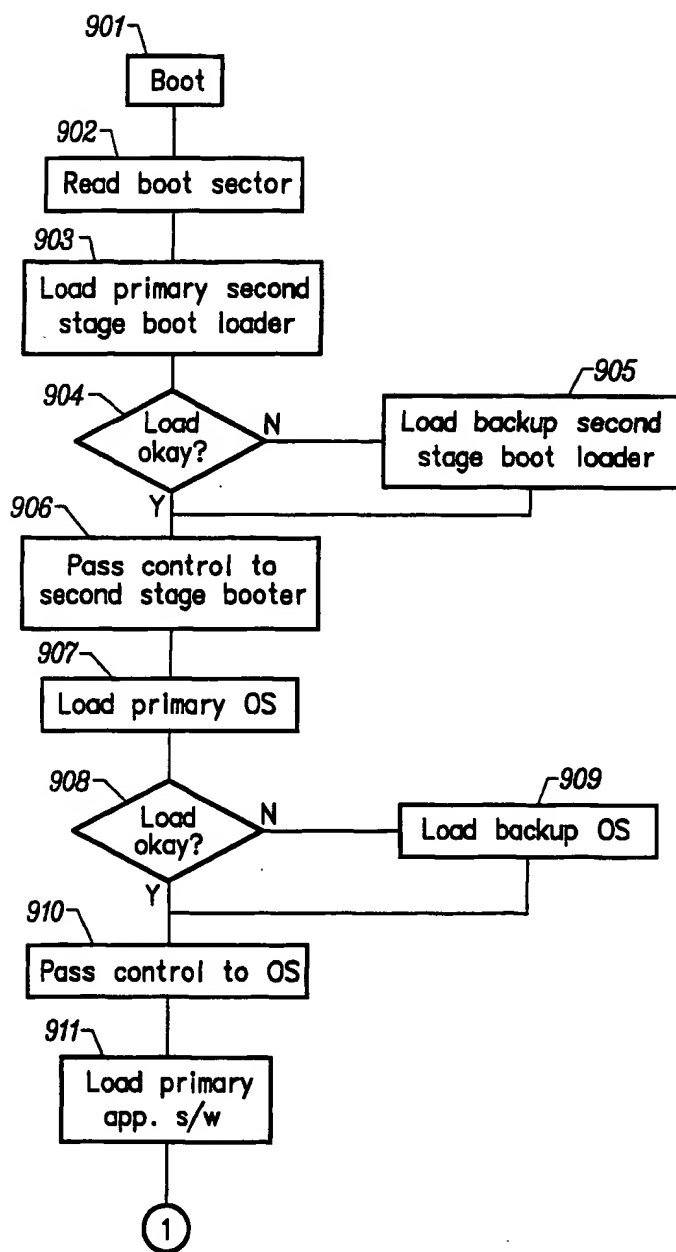 901
Boot
902
Read boot sector
903
Load primary second
stage boot loader
904
Load
okay?
N
Y
905
Load backup second
stage boot loader
906
Pass control to
second stage booter
907
Load primary OS
908
Load
okay?
N
Y
909
Load backup OS
910
Pass control to OS
911
Load primary
app. s/w
1